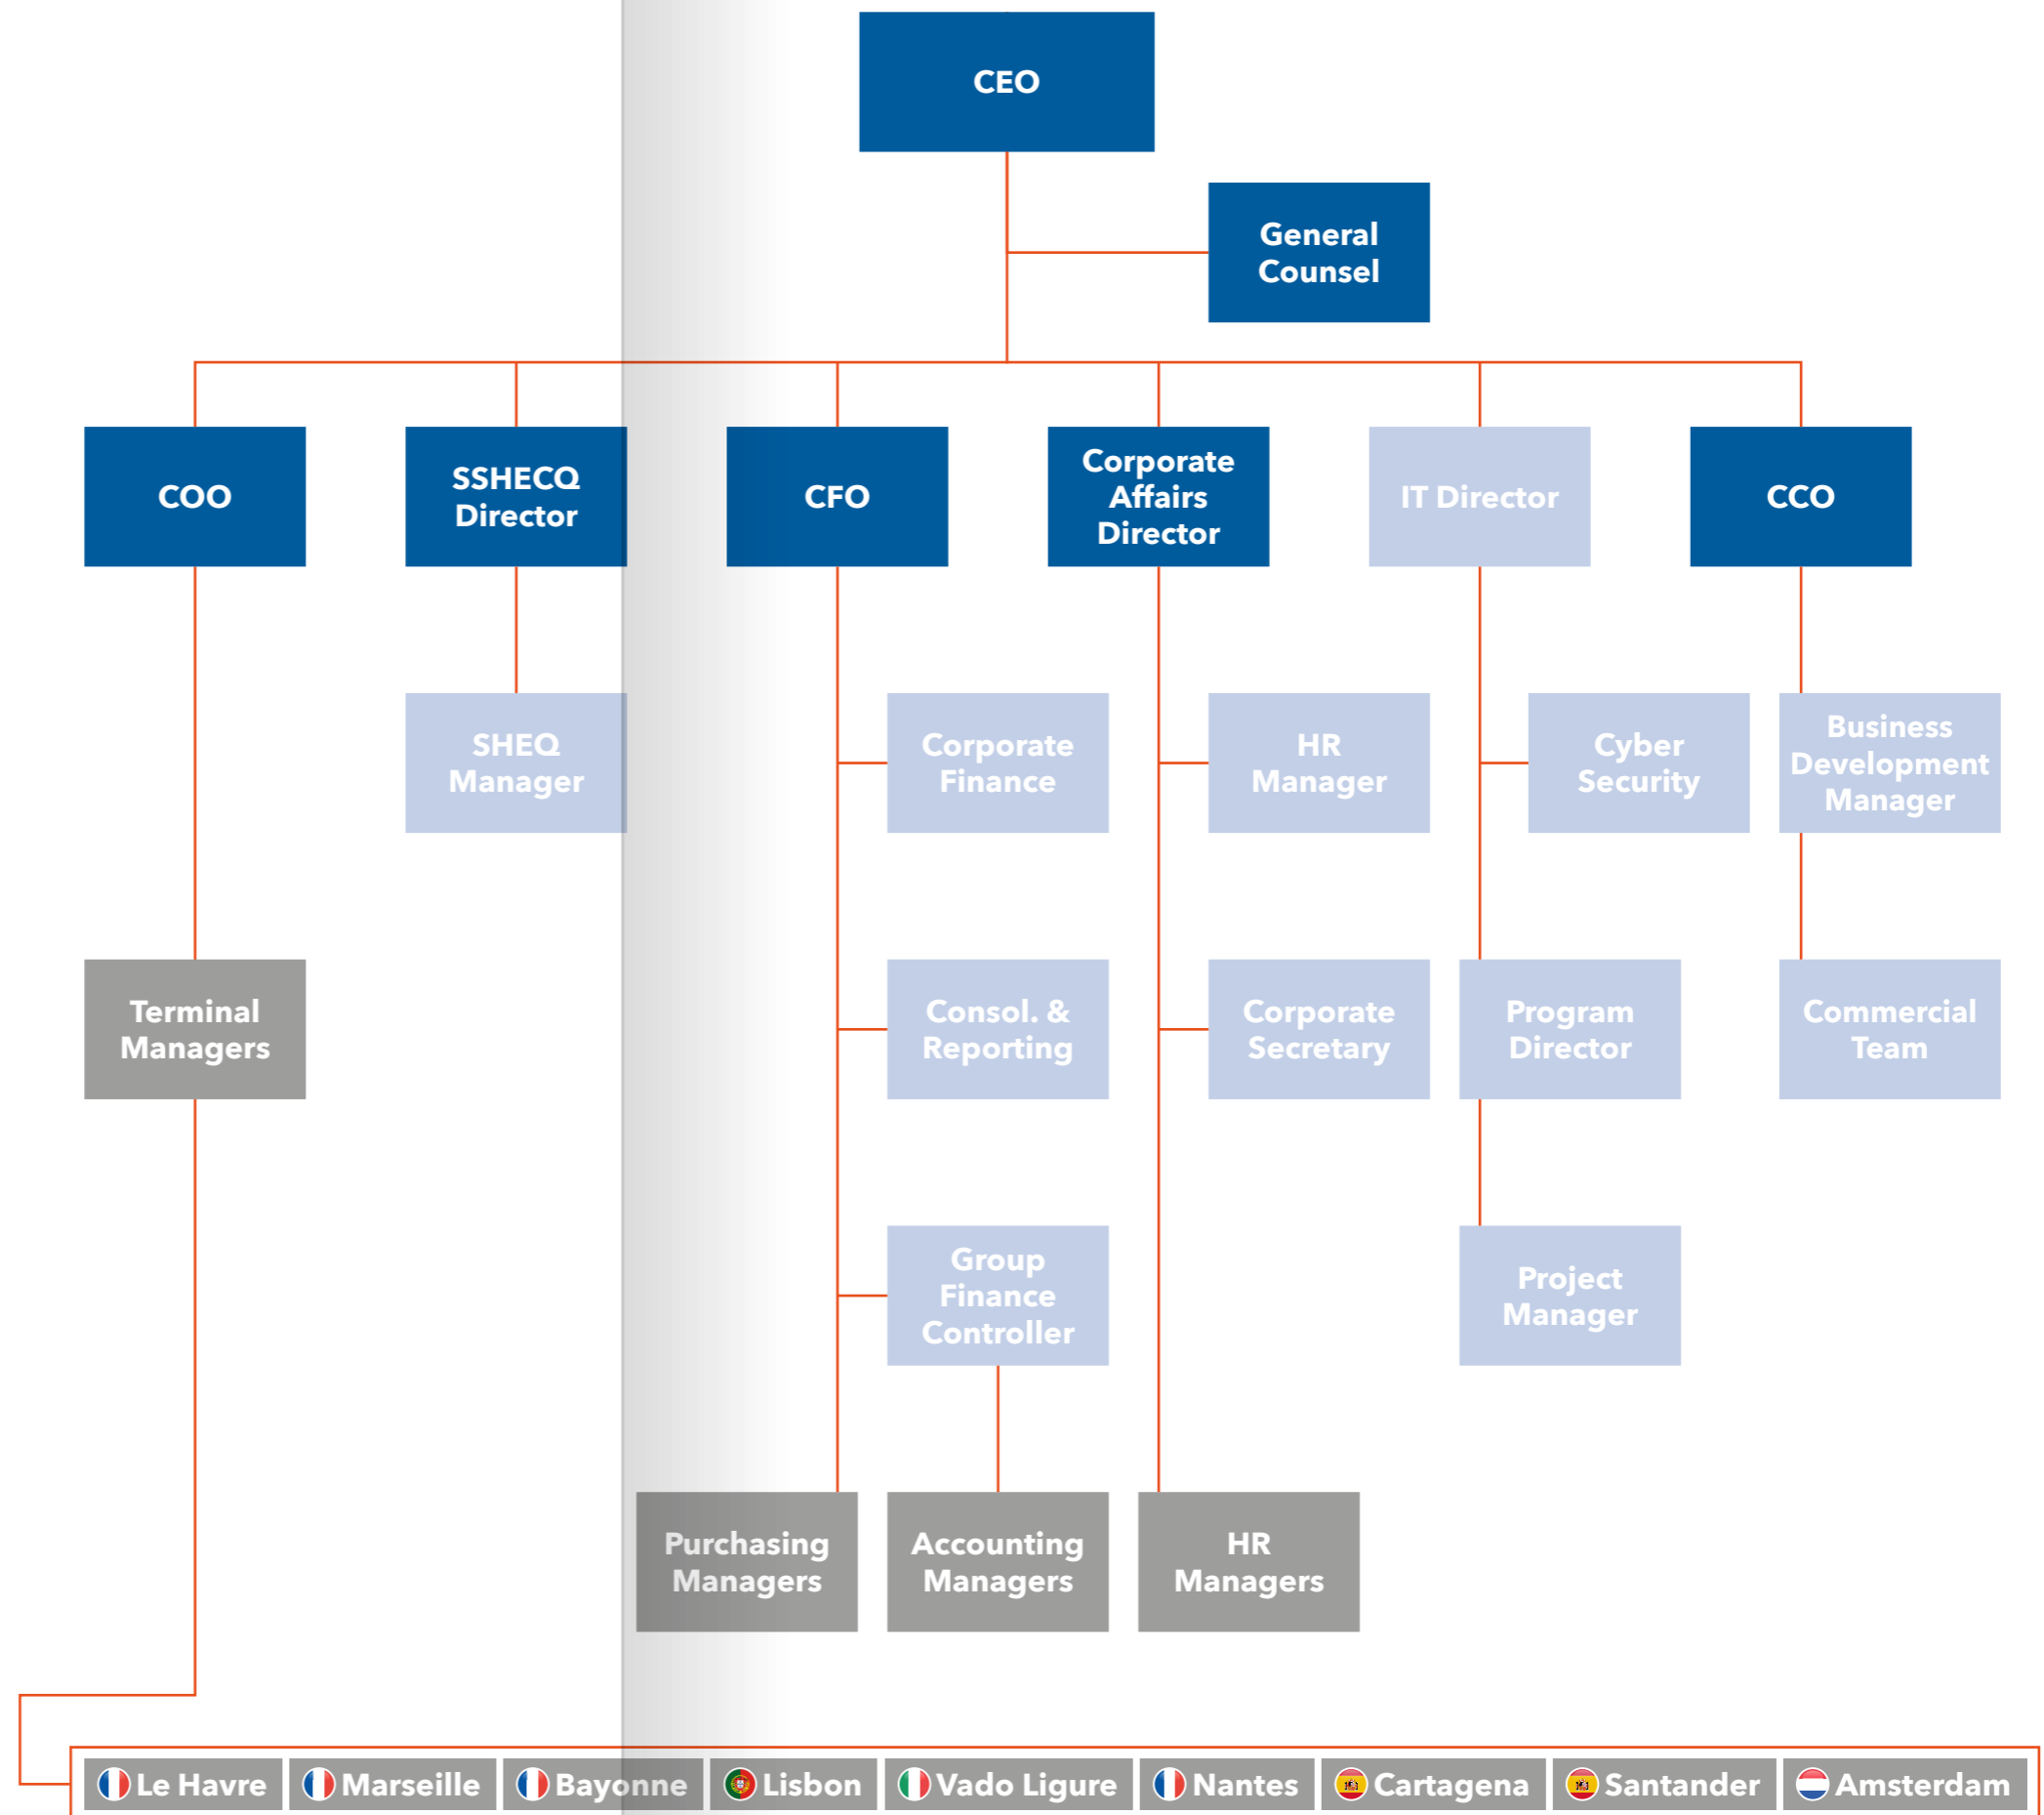 CEO
General
Counsel
COO
SSHECQ
Director
CFO
Corporate
Affairs
Director
IT Director
CCO
SHEQ
Manager
Corporate
Finance
HR
Manager
Cyber
Security
Business
Development
Manager
Terminal
Managers
Consol. &
Reporting
Corporate
Secretary
Program
Director
Commercial
Team
Group
Finance
Controller
Project
Manager
Purchasing
Managers
Accounting
Managers
HR
Managers
Le Havre
Marseille
Bayonne
Lisbon
Vado Ligure
Nantes
Cartagena
Santander
Amsterdam